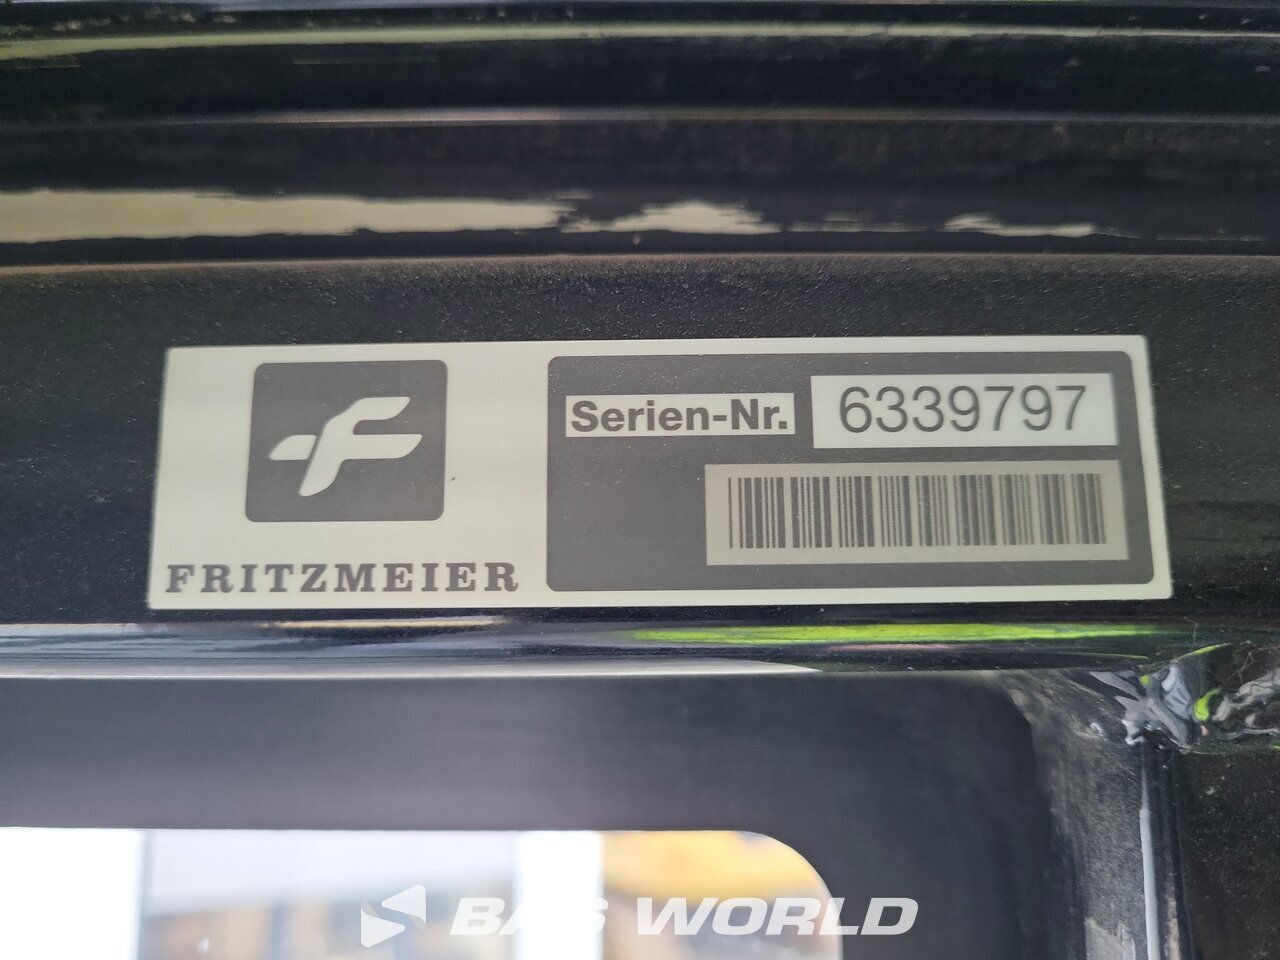 Serien-Nr. 6339797
FRITZMEIER
BAS WORLD